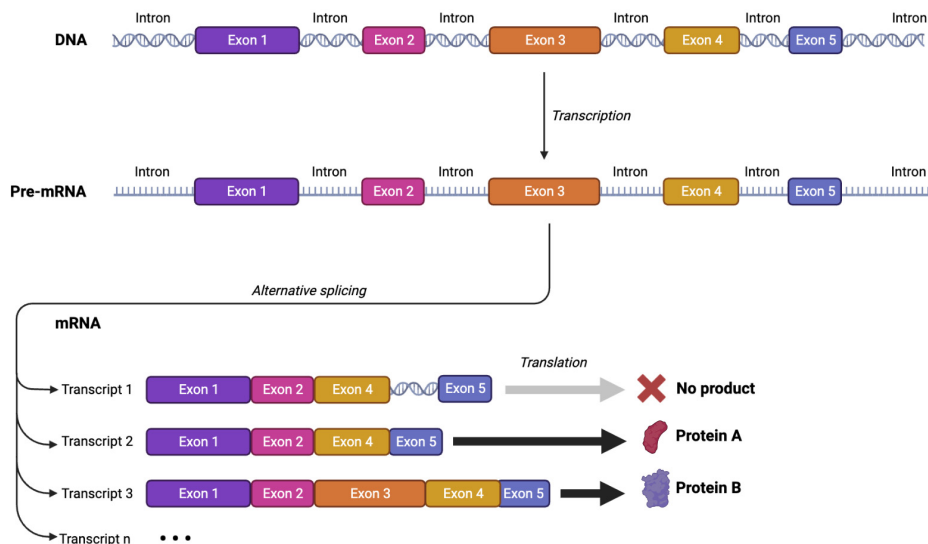 Intron Intron Intron Intron Intron Intron
DNA Exon 1 Exon 2 Exon 3 Exon 4 Exon 5
Transcription
Intron Intron Intron Intron Intron Intron
Pre-mRNA Exon 1 Exon 2 Exon 3 Exon 4 Exon 5
Alternative splicing
mRNA
Translation
Transcript 1 Exon 1 Exon 2 Exon 4 Exon 5 No product
Transcript 2 Exon 1 Exon 2 Exon 4 Exon 5 Protein A
Transcript 3 Exon 1 Exon 2 Exon 3 Exon 4 Exon 5 Protein B
Transcript n • • •